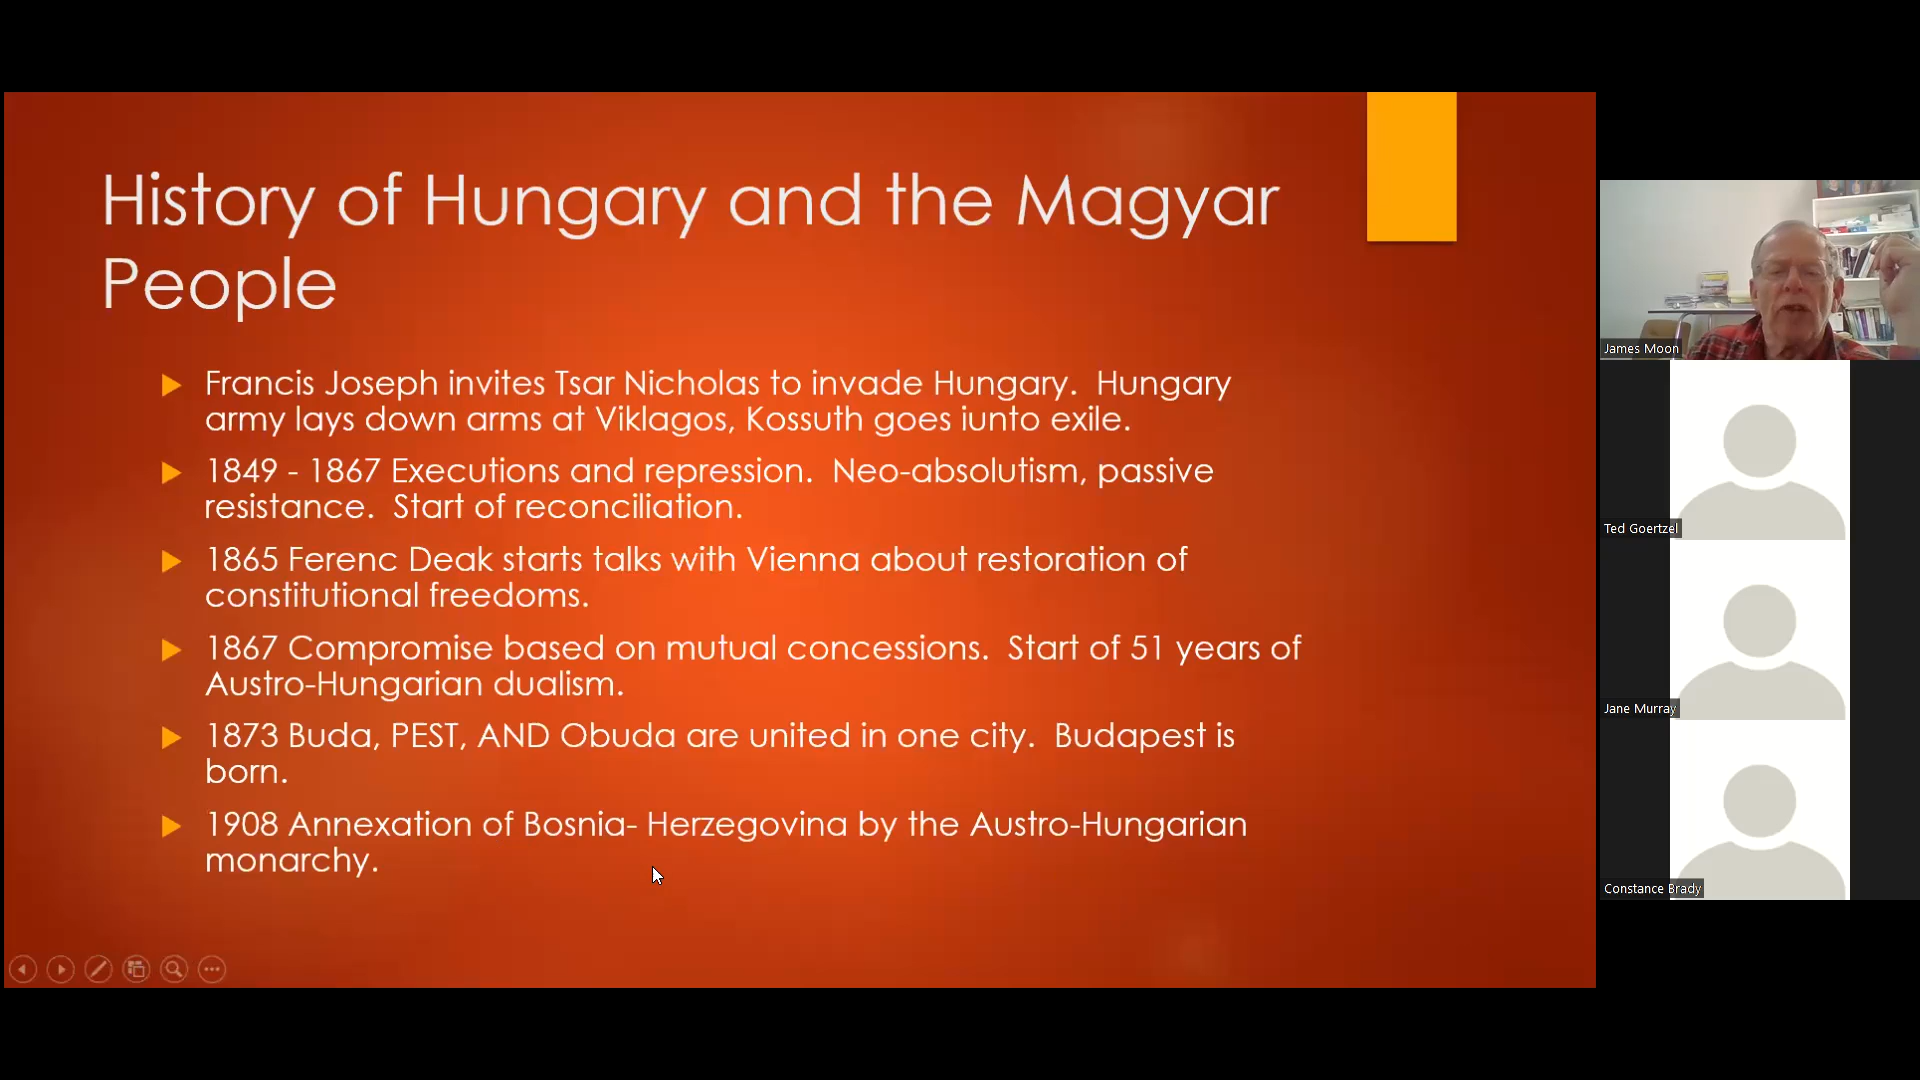 History of Hungary and the Magyar
People
Francis Joseph invites Tsar Nicholas to invade Hungary.  Hungary
army lays down arms at Viklagos, Kossuth goes iunto exile.
1849 - 1867 Executions and repression.  Neo-absolutism, passive
resistance.  Start of reconciliation.
1865 Ferenc Deak starts talks with Vienna about restoration of
constitutional freedoms.
1867 Compromise based on mutual concessions.  Start of 51 years of
Austro-Hungarian dualism.
1873 Buda, PEST, AND Obuda are united in one city.  Budapest is
born.
1908 Annexation of Bosnia- Herzegovina by the Austro-Hungarian
monarchy.
James Moon
Ted Goertzel
Jane Murray
Constance Brady